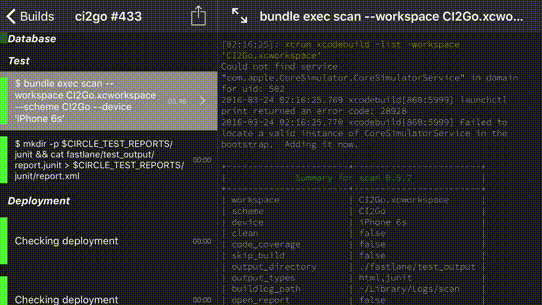 Builds
ci2go #433
Database
Test
$ bundle exec scan --
workspace CI2Go.xcworkspace
--scheme CI2Go --device
'iPhone 6s'
$ mkdir -p $CIRCLE_TEST_REPORTS/
junit && cat fastlane/test_output/
report.junit > $CIRCLE_TEST_REPORTS/
junit/report.xml
00:00
Deployment
Checking deployment
00:00
Checking deployment
bundle exec scan --workspace CI2Go.xcwo...
[02:16:25]: xcrun xcodebuild -list -workspace
'CI2Go.xcworkspace'
Could not find service
"com.apple.CoreSimulator.CoreSimulatorService" in domain
for uid: 502
2016-03-24 02:16:25.769 xcodebuild[860:5999] launchctl
print returned an error code: 28928
2016-03-24 02:16:25.770 xcodebuild[860:5999] Failed to
locate a valid instance of CoreSimulatorService in the
bootstrap. Adding it now.
Summary for scan 0.5.2
workspace | CI2Go.xcworkspace
scheme | CI2Go
device | iPhone 6s
clean | false
code_coverage | false
skip_build | false
output_directory | ./fastlane/test_output
output_types | html,junit
buildlog_path | ~/Library/Logs/scan
open_report | false